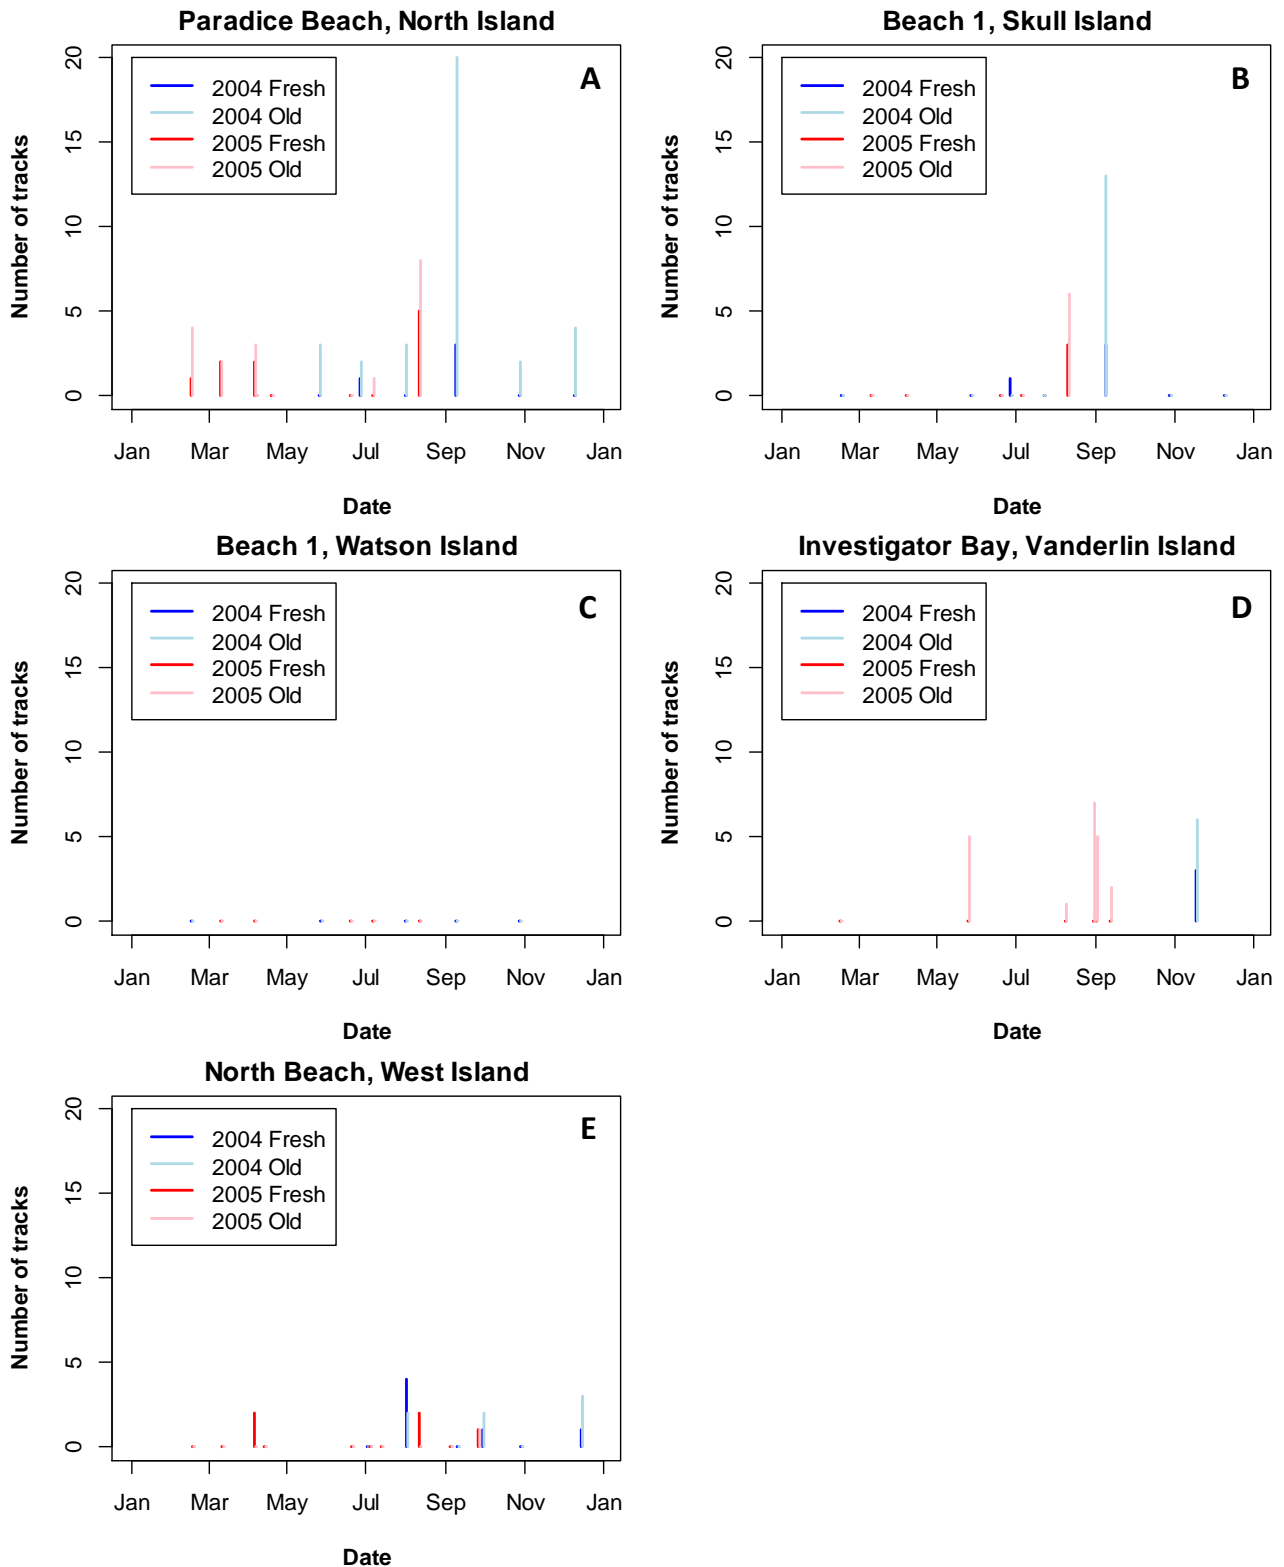 Paradice Beach, North Island
A
2004 Fresh
2004 Old
2005 Fresh
2005 Old
Number of tracks
0 5 10 15 20
Jan Mar May Jul Sep Nov Jan
Date
Beach 1, Skull Island
B
2004 Fresh
2004 Old
2005 Fresh
2005 Old
Number of tracks
0 5 10 15 20
Jan Mar May Jul Sep Nov Jan
Date
Beach 1, Watson Island
C
2004 Fresh
2004 Old
2005 Fresh
2005 Old
Number of tracks
0 5 10 15 20
Jan Mar May Jul Sep Nov Jan
Date
Investigator Bay, Vanderlin Island
D
2004 Fresh
2004 Old
2005 Fresh
2005 Old
Number of tracks
0 5 10 15 20
Jan Mar May Jul Sep Nov Jan
Date
North Beach, West Island
E
2004 Fresh
2004 Old
2005 Fresh
2005 Old
Number of tracks
0 5 10 15 20
Jan Mar May Jul Sep Nov Jan
Date